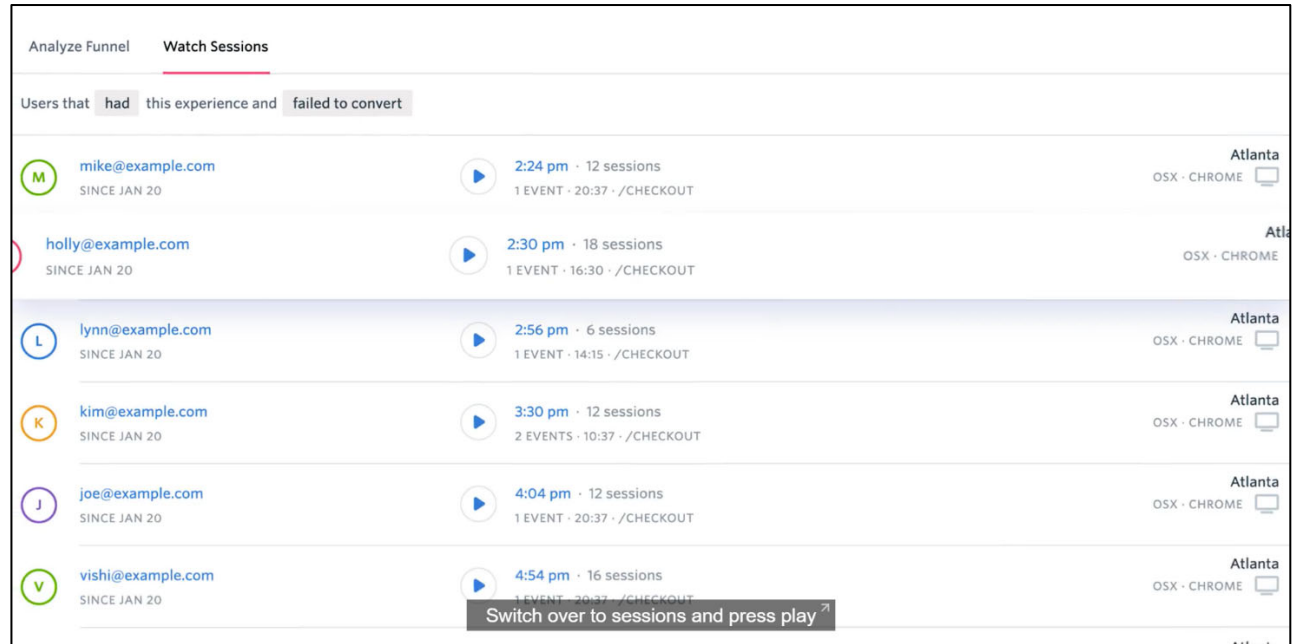 Analyze Funnel Watch Sessions
Users that had this experience and failed to convert
M mike@example.com 2:24 pm · 12 sessions Atlanta
SINCE JAN 20 1 EVENT · 20:37 · /CHECKOUT OSX · CHROME
holly@example.com 2:30 pm · 18 sessions
SINCE JAN 20 1 EVENT · 16:30 · /CHECKOUT OSX · CHROME
L lynn@example.com 2:56 pm · 6 sessions Atlanta
SINCE JAN 20 1 EVENT · 14:15 · /CHECKOUT OSX · CHROME
K kim@example.com 3:30 pm · 12 sessions Atlanta
SINCE JAN 20 2 EVENTS · 10:37 · /CHECKOUT OSX · CHROME
J joe@example.com 4:04 pm · 12 sessions Atlanta
SINCE JAN 20 1 EVENT · 20:37 · /CHECKOUT OSX · CHROME
V vishi@example.com 4:54 pm · 16 sessions Atlanta
SINCE JAN 20 1 EVENT · 20:37 · /CHECKOUT OSX · CHROME
Switch over to sessions and press play